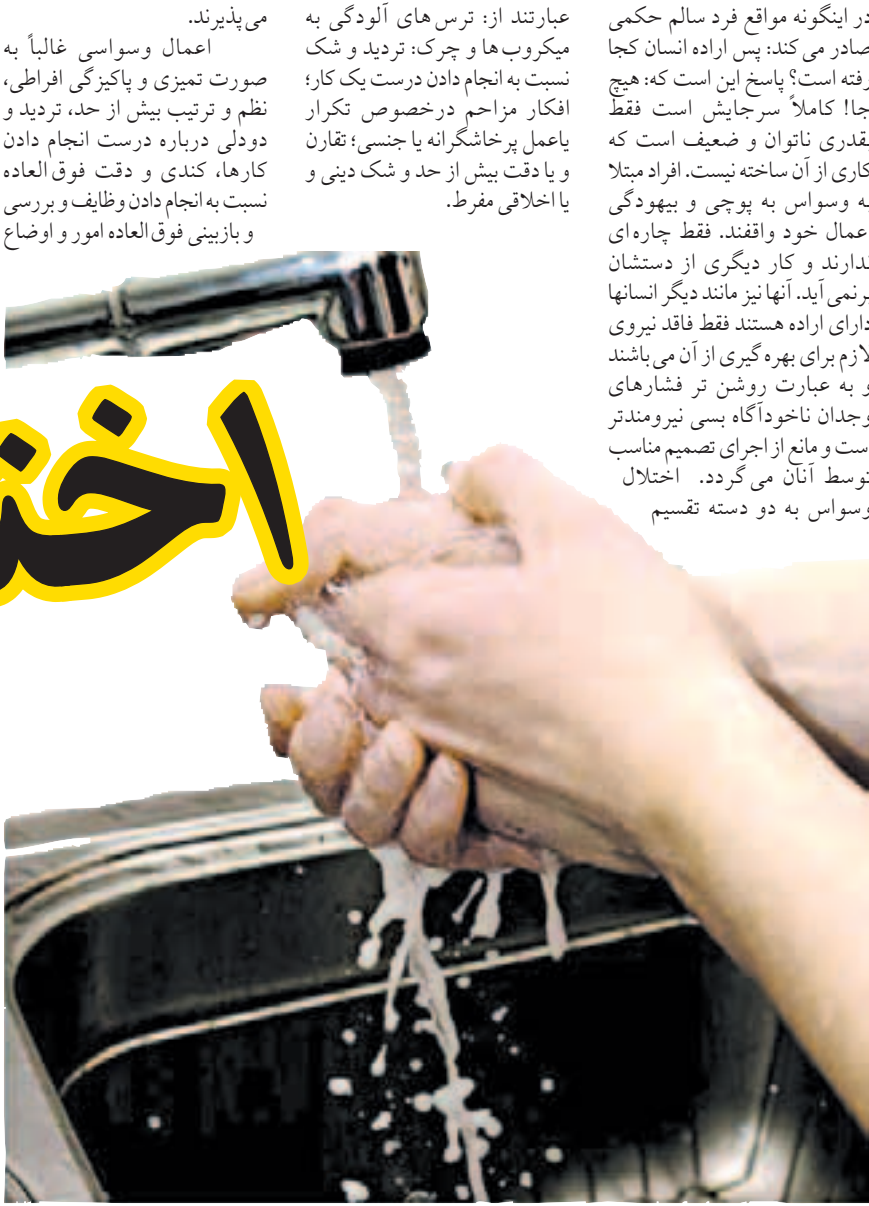 در اینگونه مواقع فرد سالم حکمی
صادر می‌کند: پس اراده انسان کجا
رفته است؟ پاسخ این است که: هیچ
جا! کاملاً سرجایش است فقط
بقدری ناتوان و ضعیف است که
کاری از آن ساخته نیست. افراد مبتلا
به وسواس به پوچی و بیهودگی
اعمال خود واقفند. فقط چاره‌ای
ندارند و کار دیگری از دستشان
برنمی‌آید. آنها نیز مانند دیگر انسانها
دارای اراده هستند فقط فاقد نیروی
لازم برای بهره‌گیری از آن می‌باشند
و به عبارت روشن تر فشارهای
وجدان ناخودآگاه بسی نیرومندتر
است و مانع از اجرای تصمیم مناسب
توسط آنان می‌گردد. اختلال
وسواس به دو دسته تقسیم
عبارتند از: ترس‌های آلودگی به
میکروب‌ها و چرک: تردید و شک
نسبت به انجام دادن درست یک کار؛
افکار مزاحم درخصوص تکرار
یاعمل پرخاشگرانه یا جنسی؛ تقارن
و یا دقت بیش از حد و شک دینی و
یا اخلاقی مفرط.
می‌پذیرند.
اعمال وسواسی غالباً به
صورت تمیزی و پاکیزگی افراطی،
نظم و ترتیب بیش از حد، تردید و
دودلی درباره درست انجام دادن
کارها، کندی و دقت فوق‌العاده
نسبت به انجام دادن وظایف و بررسی
و بازبینی فوق‌العاده امور و اوضاع